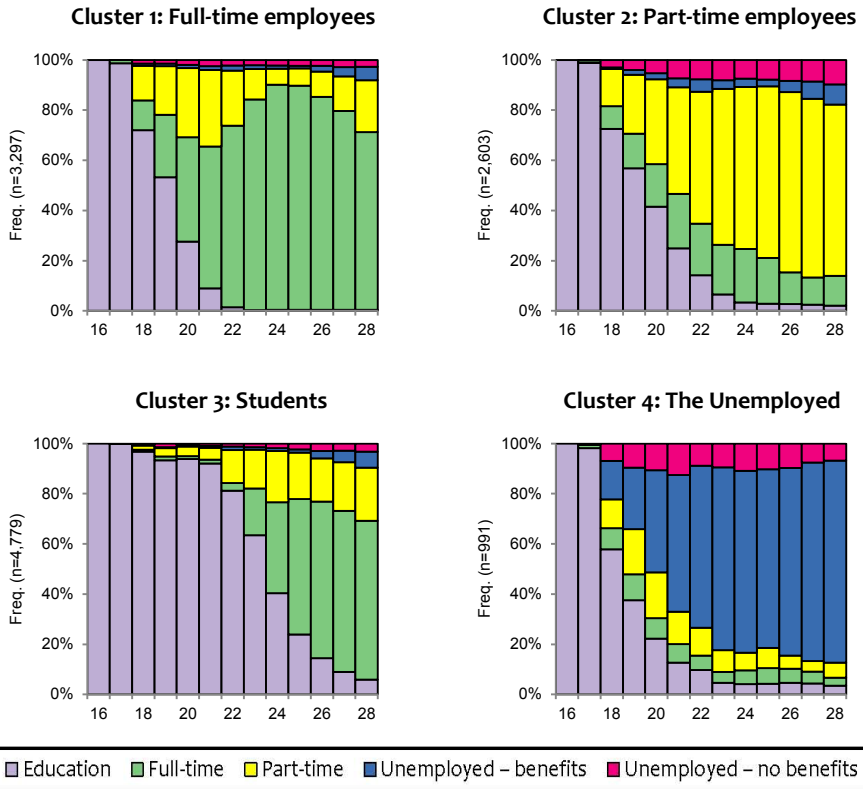 Cluster 1: Full-time employees
100%
80%
60%
40%
20%
0%
Freq. (n=3,297)
16 18 20 22 24 26 28
Cluster 2: Part-time employees
100%
80%
60%
40%
20%
0%
Freq. (n=2,603)
16 18 20 22 24 26 28
Cluster 3: Students
100%
80%
60%
40%
20%
0%
Freq. (n=4,779)
16 18 20 22 24 26 28
Cluster 4: The Unemployed
100%
80%
60%
40%
20%
0%
Freq. (n=991)
16 18 20 22 24 26 28
Education Full-time Part-time Unemployed – benefits Unemployed – no benefits